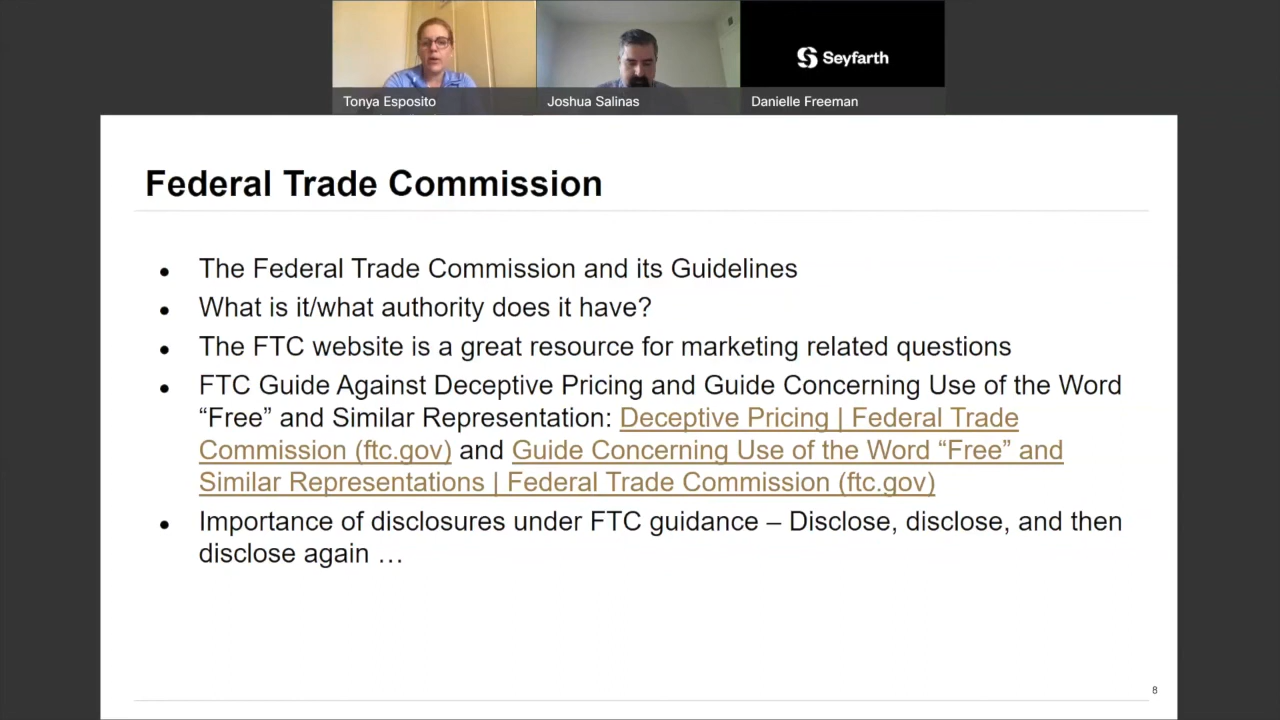 Seyfarth
Tonya Esposito
Joshua Salinas
Danielle Freeman
Federal Trade Commission
● The Federal Trade Commission and its Guidelines
● What is it/what authority does it have?
● The FTC website is a great resource for marketing related questions
● FTC Guide Against Deceptive Pricing and Guide Concerning Use of the Word
“Free” and Similar Representation: Deceptive Pricing | Federal Trade
Commission (ftc.gov) and Guide Concerning Use of the Word “Free” and
Similar Representations | Federal Trade Commission (ftc.gov)
● Importance of disclosures under FTC guidance – Disclose, disclose, and then
disclose again …
8